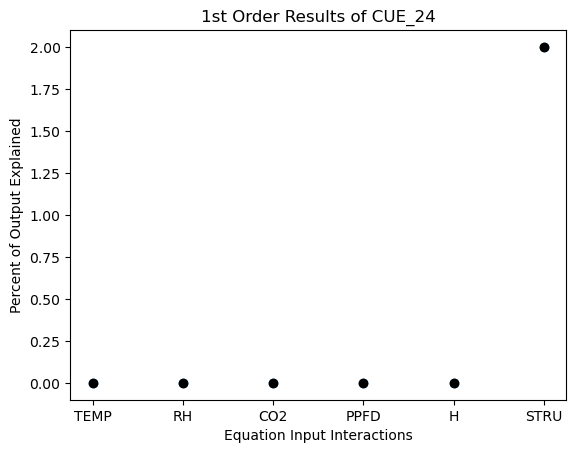 1st Order Results of CUE_24
Percent of Output Explained
2.00
1.75
1.50
1.25
1.00
0.75
0.50
0.25
0.00
TEMP RH CO2 PPFD H STRU
Equation Input Interactions